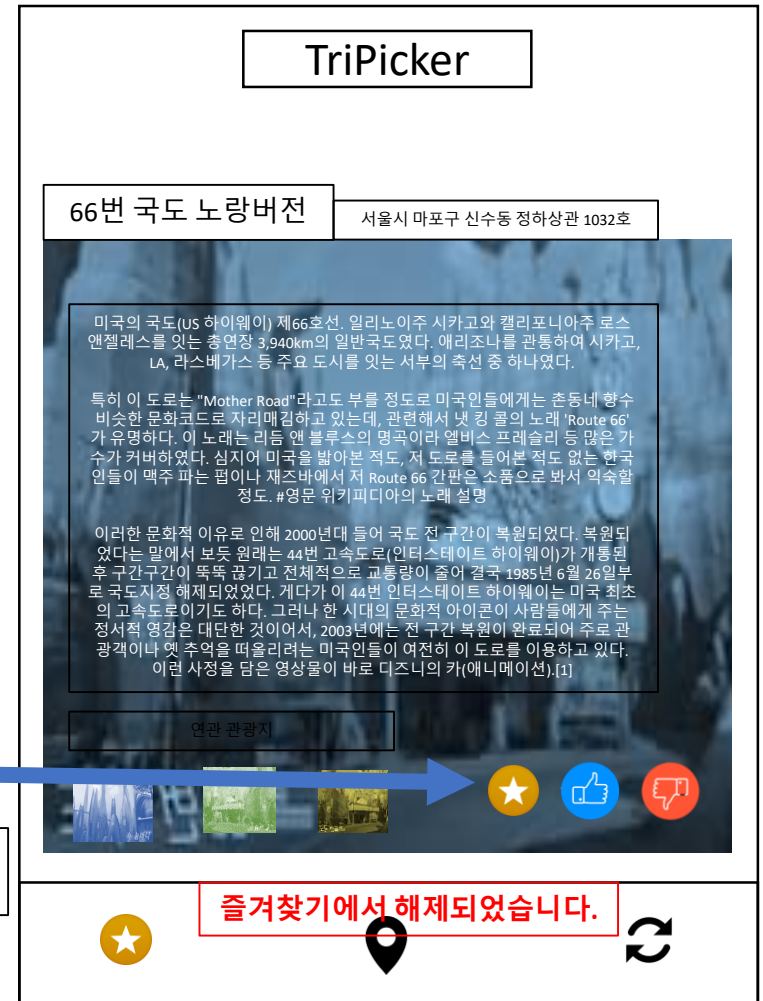 TriPicker
66번 국도 노랑버전
서울시 마포구 신수동 정하상관 1032호
미국의 국도(US 하이웨이) 제66호선. 일리노이주 시카고와 캘리포니아주 로스
앤젤레스를 잇는 총연장 3,940km의 일반국도였다. 애리조나를 관통하여 시카고,
LA, 라스베가스 등 주요 도시를 잇는 서부의 축선 중 하나였다.
특히 이 도로는 "Mother Road"라고도 부를 정도로 미국인들에게는 촌동네 향수
비슷한 문화코드로 자리매김하고 있는데, 관련해서 냇 킹 콜의 노래 'Route 66'
가 유명하다. 이 노래는 리듬 앤 블루스의 명곡이라 엘비스 프레슬리 등 많은 가
수가 커버하였다. 심지어 미국을 밟아본 적도, 저 도로를 들어본 적도 없는 한국
인들이 맥주 파는 펍이나 재즈바에서 저 Route 66 간판은 소품으로 봐서 익숙할
정도. #영문 위키피디아의 노래 설명
이러한 문화적 이유로 인해 2000년대 들어 국도 전 구간이 복원되었다. 복원되
었다는 말에서 보듯 원래는 44번 고속도로(인터스테이트 하이웨이)가 개통된
후 구간구간이 뚝뚝 끊기고 전체적으로 교통량이 줄어 결국 1985년 6월 26일부
로 국도지정 해제되었었다. 게다가 이 44번 인터스테이트 하이웨이는 미국 최초
의 고속도로이기도 하다. 그러나 한 시대의 문화적 아이콘이 사람들에게 주는
정서적 영감은 대단한 것이어서, 2003년에는 전 구간 복원이 완료되어 주로 관
광객이나 옛 추억을 떠올리려는 미국인들이 여전히 이 도로를 이용하고 있다.
이런 사정을 담은 영상물이 바로 디즈니의 카(애니메이션).[1]
연관 관광지
즐겨찾기에서 해제되었습니다.